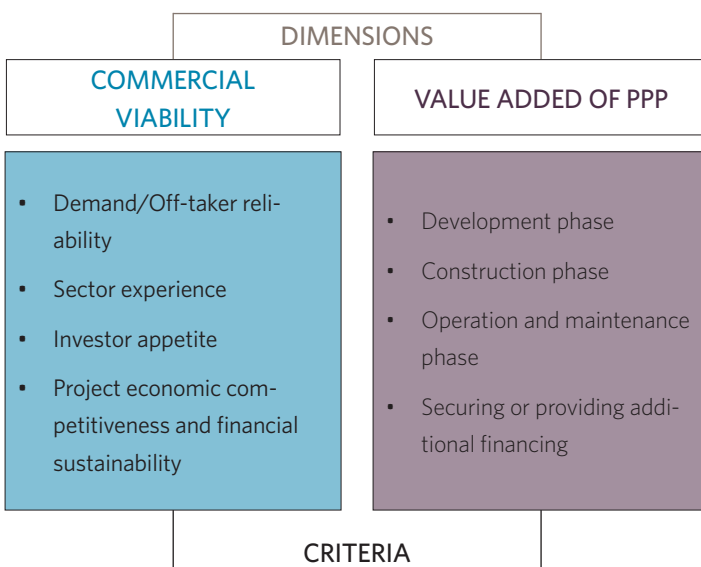 DIMENSIONS
COMMERCIAL
VIABILITY
• Demand/Off-taker reli-
ability
• Sector experience
• Investor appetite
• Project economic com-
petitiveness and financial
sustainability
VALUE ADDED OF PPP
• Development phase
• Construction phase
• Operation and maintenance
phase
• Securing or providing addi-
tional financing
CRITERIA